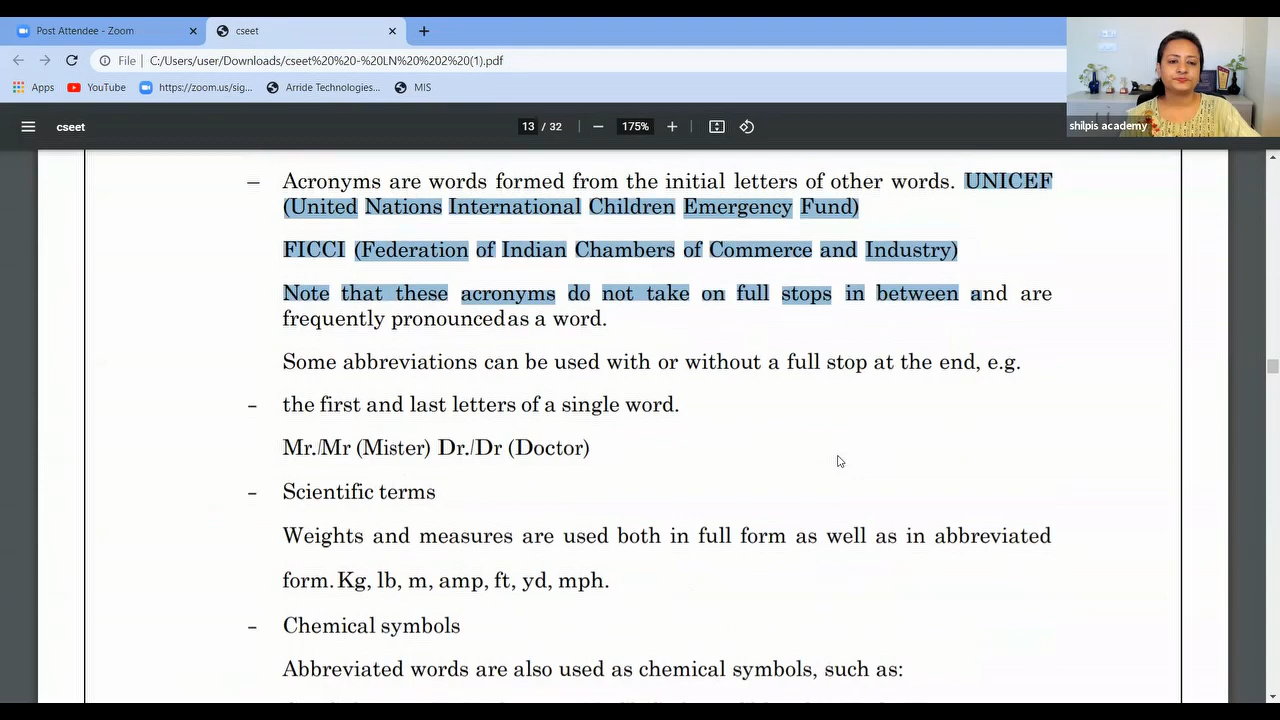 Post Attendee - Zoom
cseet
File
C:/Users/user/Downloads/cseet%20%20-%20LN%20%202%20(1).pdf
Apps
YouTube
https://zoom.us/sig...
Arride Technologies...
MIS
shilpis academy
cseet
13 / 32
175%
– Acronyms are words formed from the initial letters of other words. UNICEF
(United Nations International Children Emergency Fund)
FICCI (Federation of Indian Chambers of Commerce and Industry)
Note that these acronyms do not take on full stops in between and are
frequently pronounced as a word.
Some abbreviations can be used with or without a full stop at the end, e.g.
- the first and last letters of a single word.
Mr./Mr (Mister) Dr./Dr (Doctor)
- Scientific terms
Weights and measures are used both in full form as well as in abbreviated
form. Kg, lb, m, amp, ft, yd, mph.
- Chemical symbols
Abbreviated words are also used as chemical symbols, such as: